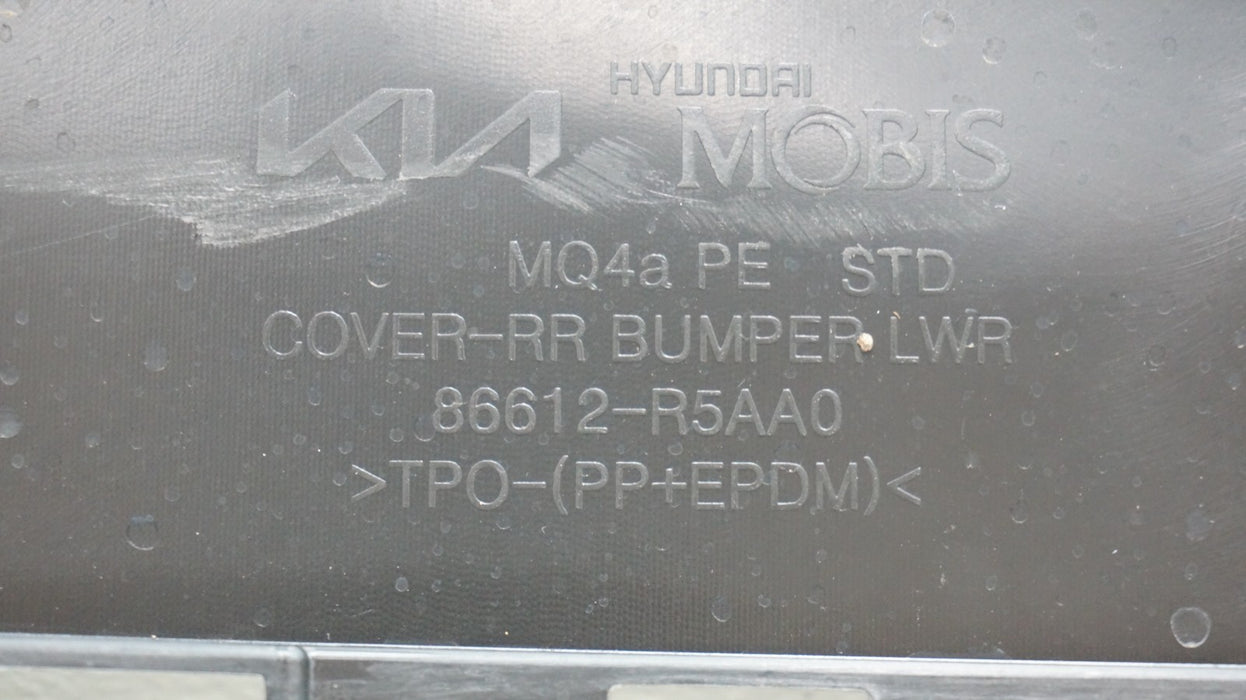 KIA HYUNDAI MOBIS
MQ4a PE STD
COVER-RR BUMPER LWR
86612-R5AA0
>TPO-(PP+EPDM)<